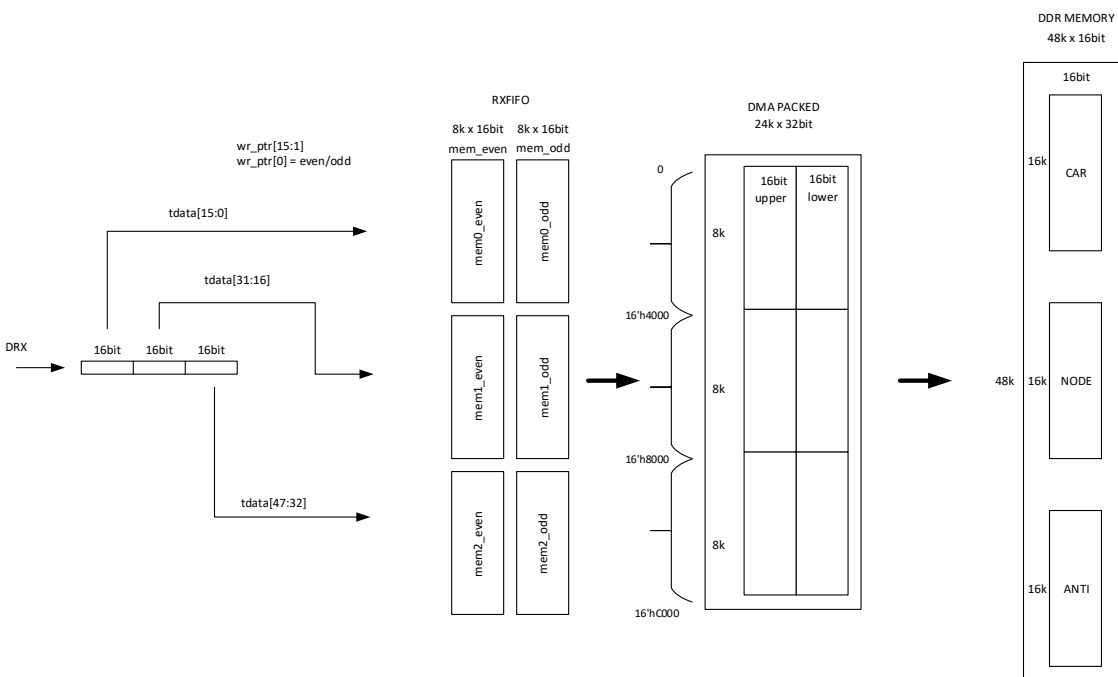 DDR MEMORY
48k x 16bit
16bit
16k
CAR
48k
16k
NODE
16k
ANTI
RXFIFO
8k x 16bit 8k x 16bit
mem_even mem_odd
mem0_even mem0_odd
mem1_even mem1_odd
mem2_even mem2_odd
DMA PACKED
24k x 32bit
0
16bit 16bit
upper lower
8k
16'h4000
8k
16'h8000
8k
16'hC000
wr_ptr[15:1]
wr_ptr[0] = even/odd
tdata[15:0]
tdata[31:16]
DRX
16bit 16bit 16bit
tdata[47:32]